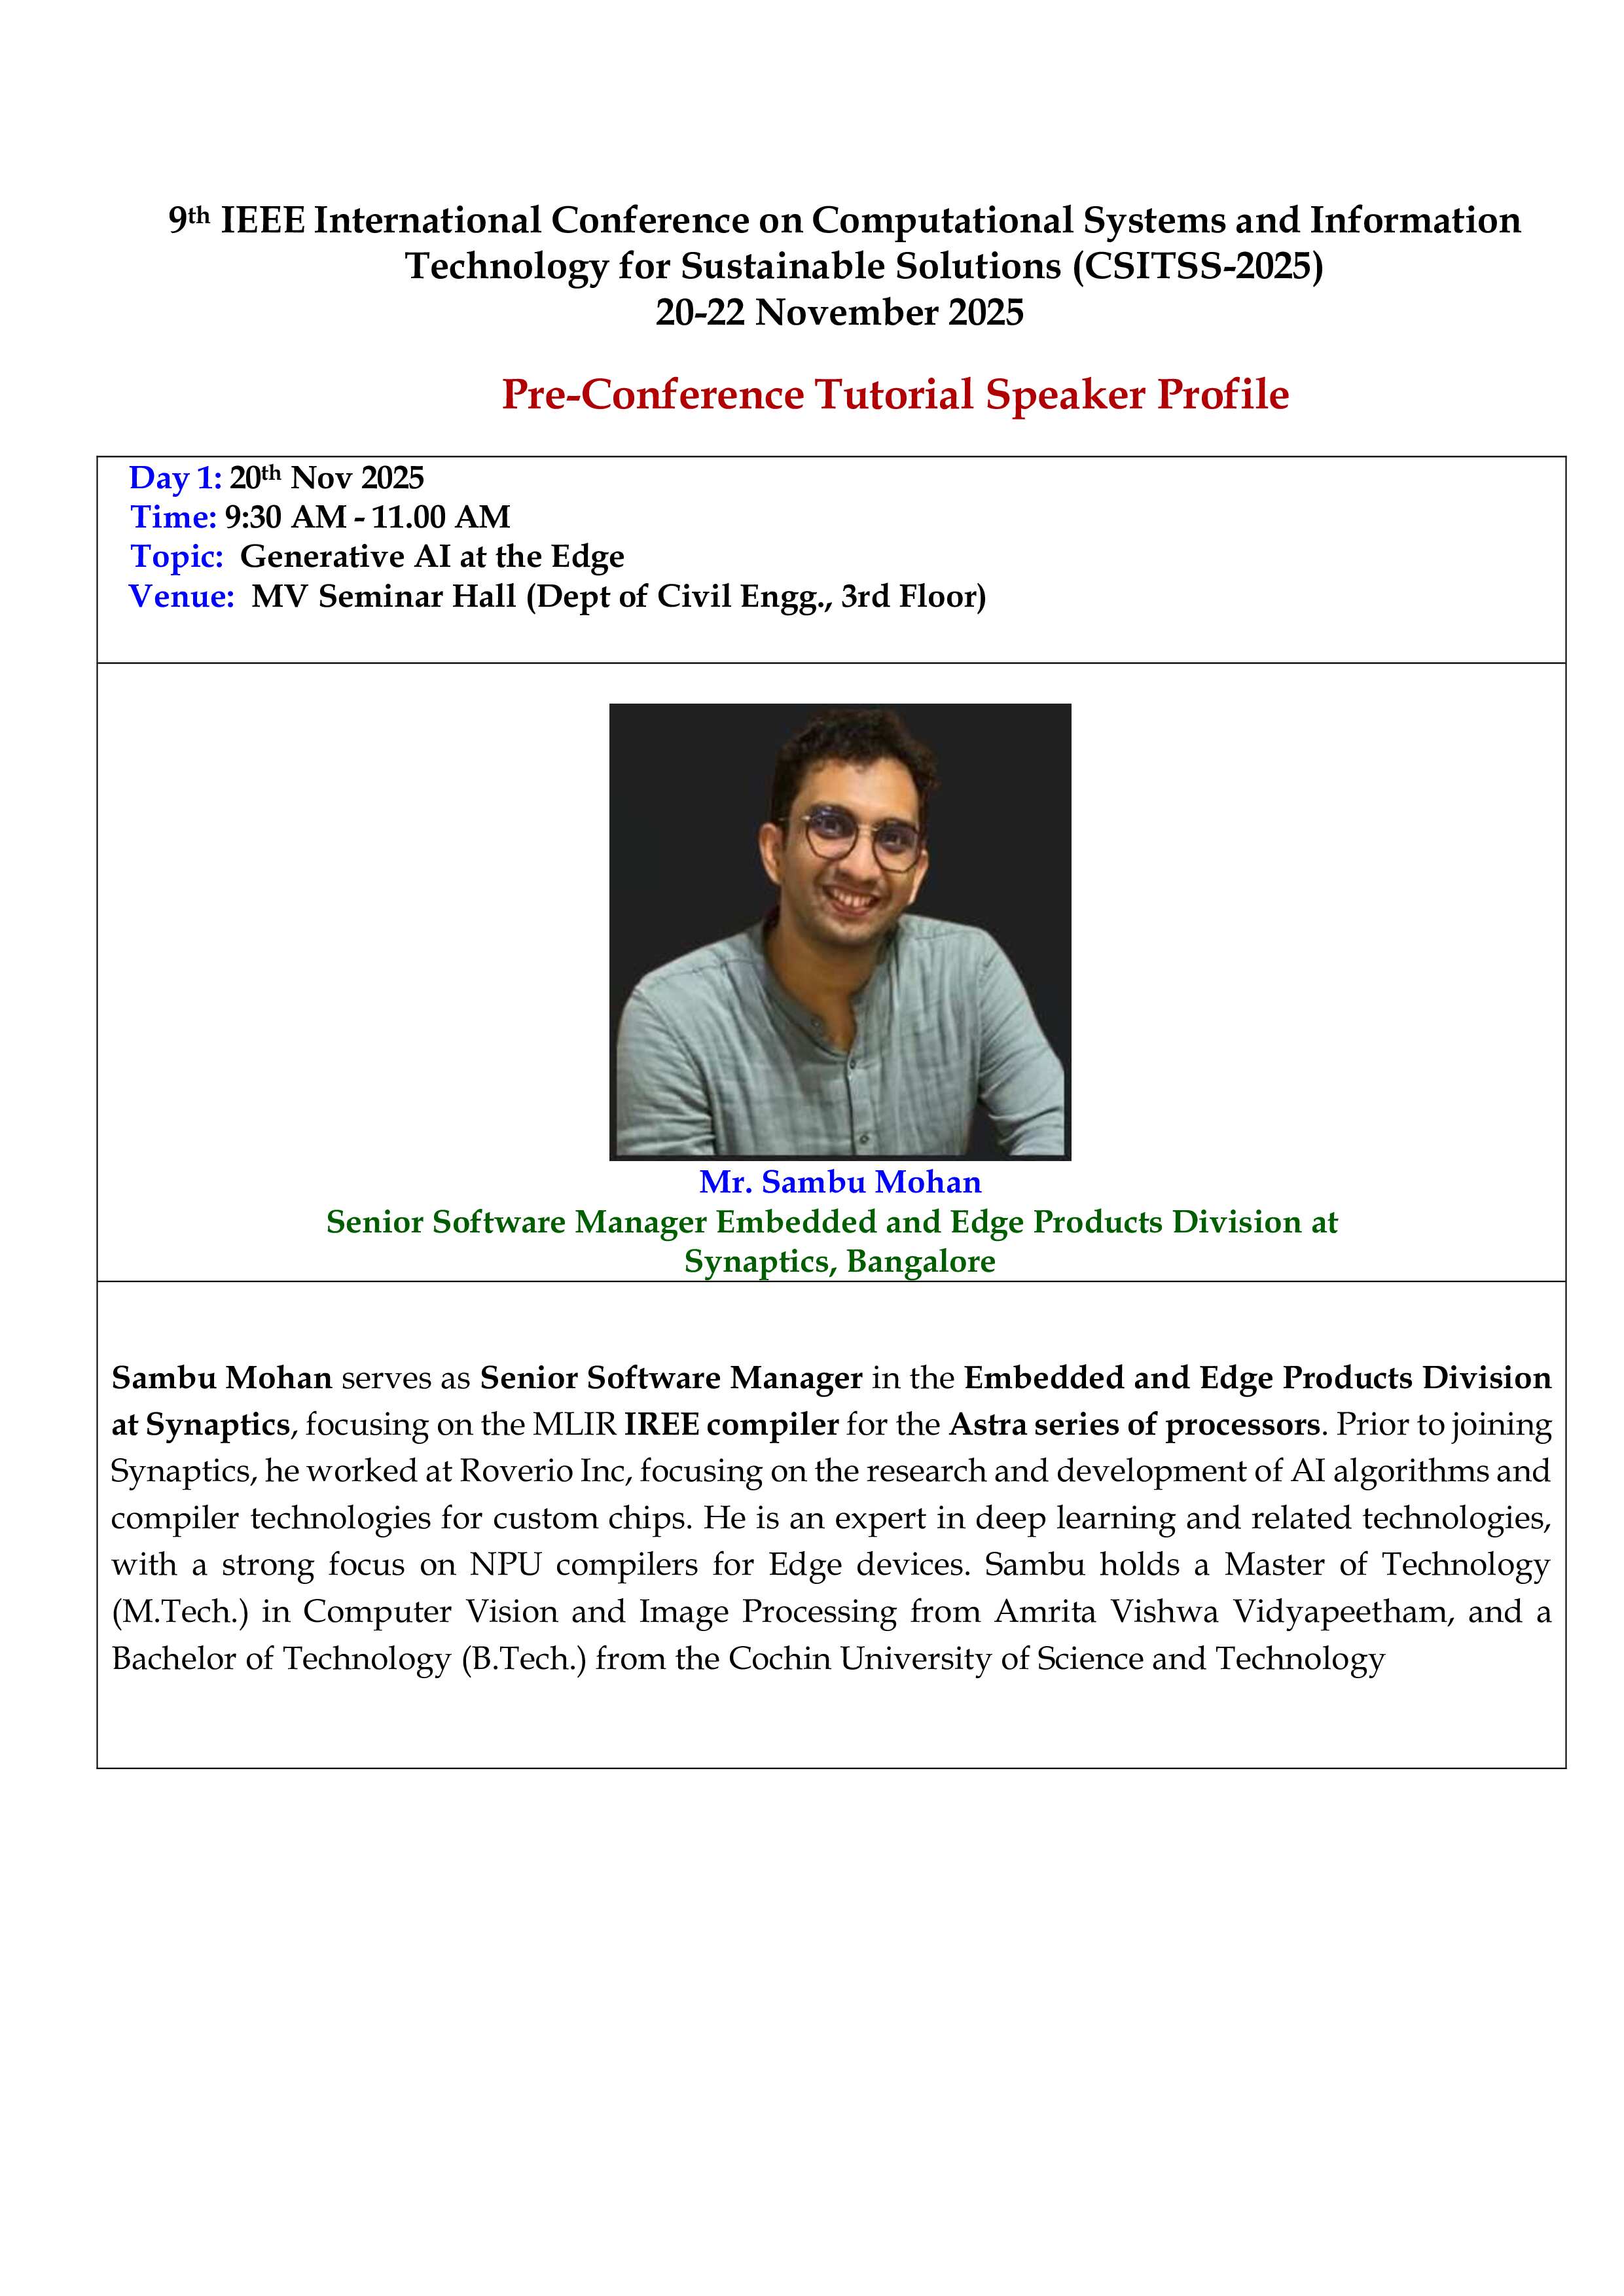 9th IEEE International Conference on Computational Systems and Information
Technology for Sustainable Solutions (CSITSS-2025)
20-22 November 2025
Pre-Conference Tutorial Speaker Profile
Day 1: 20th Nov 2025
Time: 9:30 AM - 11.00 AM
Topic: Generative AI at the Edge
Venue: MV Seminar Hall (Dept of Civil Engg., 3rd Floor)
Mr. Sambu Mohan
Senior Software Manager Embedded and Edge Products Division at
Synaptics, Bangalore
Sambu Mohan serves as Senior Software Manager in the Embedded and Edge Products Division
at Synaptics, focusing on the MLIR IREE compiler for the Astra series of processors. Prior to joining
Synaptics, he worked at Roverio Inc, focusing on the research and development of AI algorithms and
compiler technologies for custom chips. He is an expert in deep learning and related technologies,
with a strong focus on NPU compilers for Edge devices. Sambu holds a Master of Technology
(M.Tech.) in Computer Vision and Image Processing from Amrita Vishwa Vidyapeetham, and a
Bachelor of Technology (B.Tech.) from the Cochin University of Science and Technology